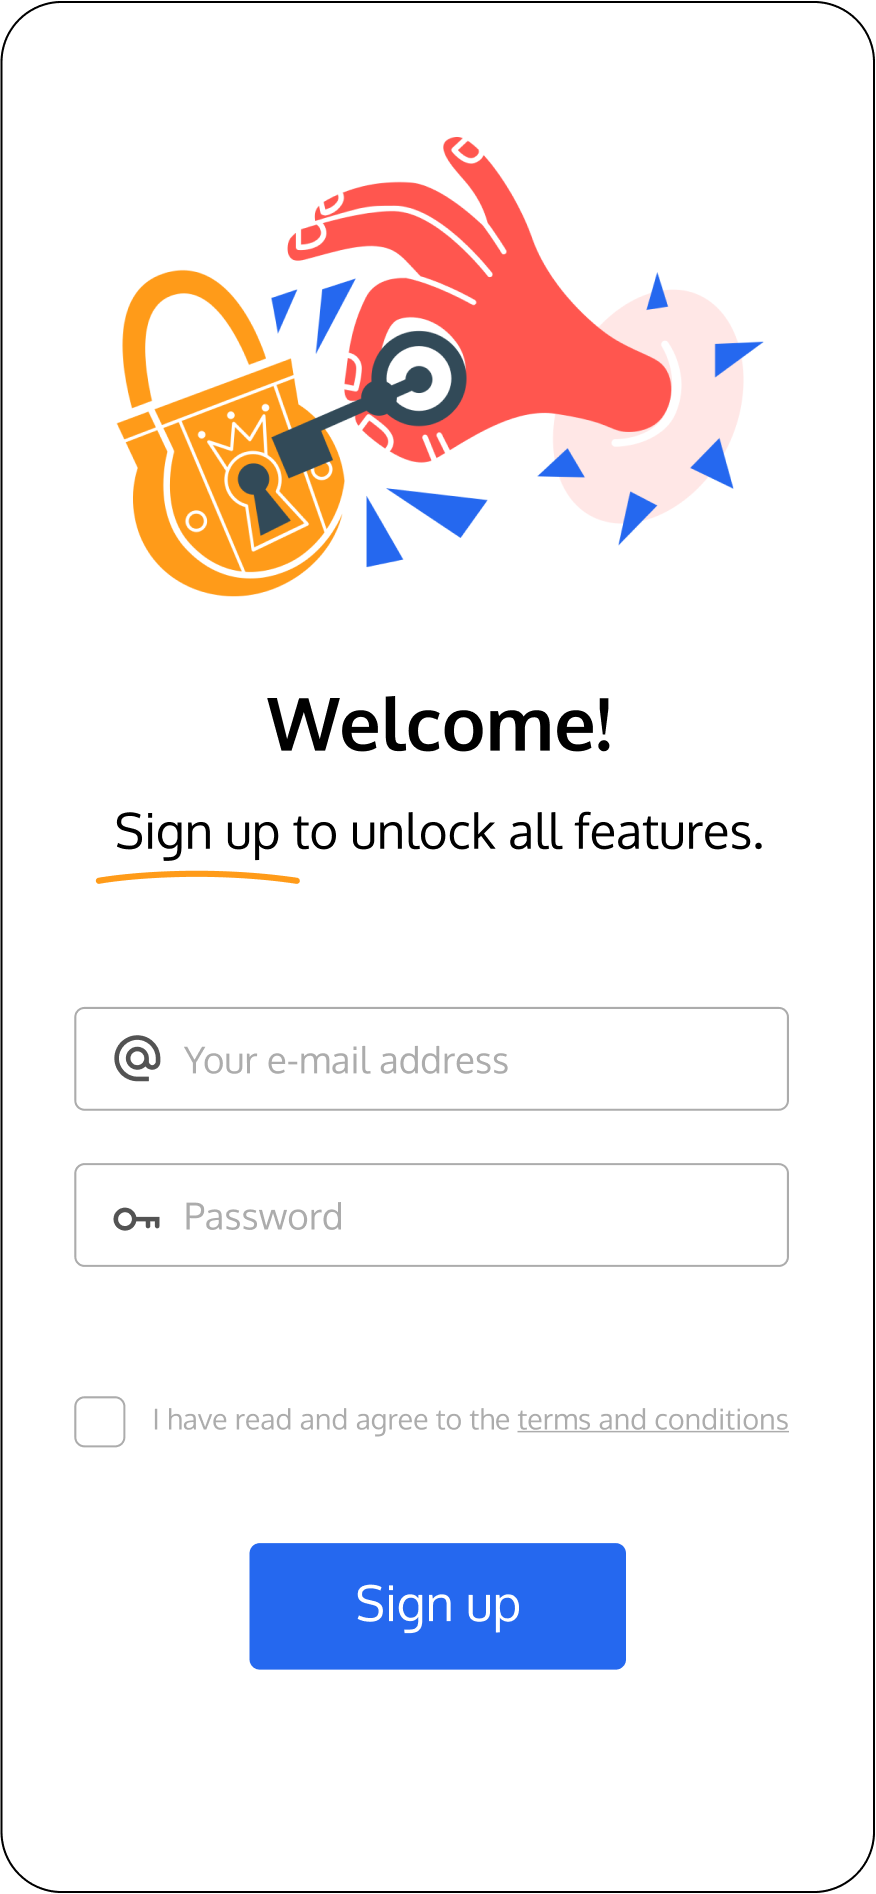 Welcome!
Sign up to unlock all features.
@ Your e-mail address
Password
I have read and agree to the terms and conditions
Sign up